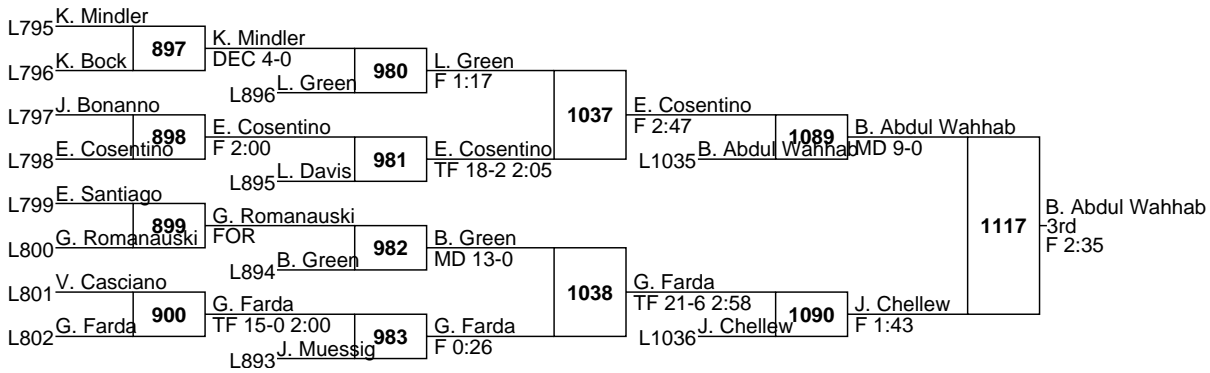 L795 K. Mindler
897
K. Mindler
DEC 4-0
L796 K. Bock
980
L. Green
F 1:17
L896 L. Green
L797 J. Bonanno
898
E. Cosentino
F 2:00
L798 E. Cosentino
981
E. Cosentino
TF 18-2 2:05
L895 L. Davis
1037
E. Cosentino
F 2:47
1089
B. Abdul Wahhab
MD 9-0
L1035 B. Abdul Wahhab
L799 E. Santiago
899
G. Romanauski
FOR
L800 G. Romanauski
982
B. Green
MD 13-0
L894 B. Green
L801 V. Casciano
900
G. Farda
TF 15-0 2:00
L802 G. Farda
983
G. Farda
F 0:26
L893 J. Muessig
1038
G. Farda
TF 21-6 2:58
1090
J. Chellew
F 1:43
L1036 J. Chellew
1117
B. Abdul Wahhab
3rd
F 2:35